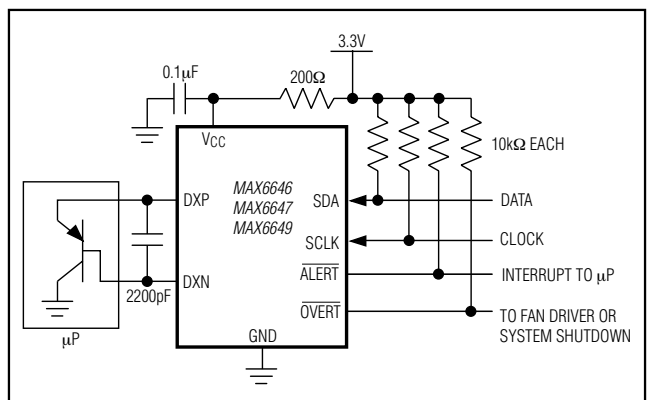 3.3V
0.1µF
200Ω
VCC
10kΩ EACH
DXP
MAX6646
MAX6647
MAX6649
SDA
DATA
SCLK
CLOCK
DXN
2200pF
ALERT
INTERRUPT TO µP
OVERT
TO FAN DRIVER OR
SYSTEM SHUTDOWN
GND
µP